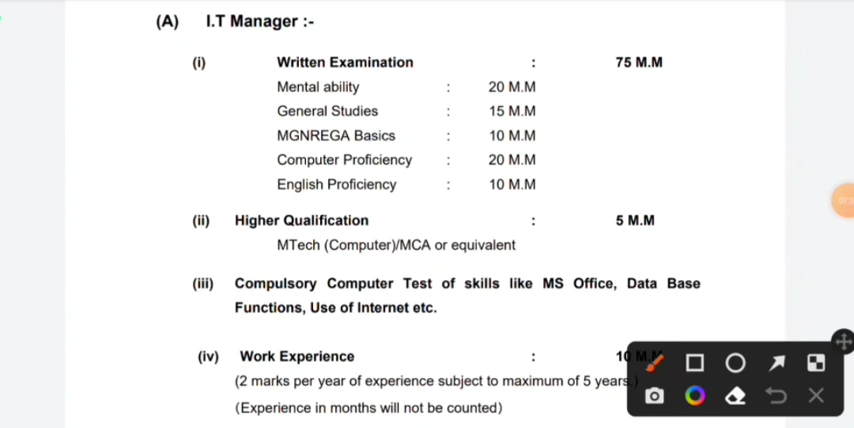 (A) I.T Manager :-
(i) Written Examination : 75 M.M
Mental ability : 20 M.M
General Studies : 15 M.M
MGNREGA Basics : 10 M.M
Computer Proficiency : 20 M.M
English Proficiency : 10 M.M
(ii) Higher Qualification : 5 M.M
MTech (Computer)/MCA or equivalent
(iii) Compulsory Computer Test of skills like MS Office, Data Base
Functions, Use of Internet etc.
(iv) Work Experience : 10 M.M
(2 marks per year of experience subject to maximum of 5 years.)
(Experience in months will not be counted)